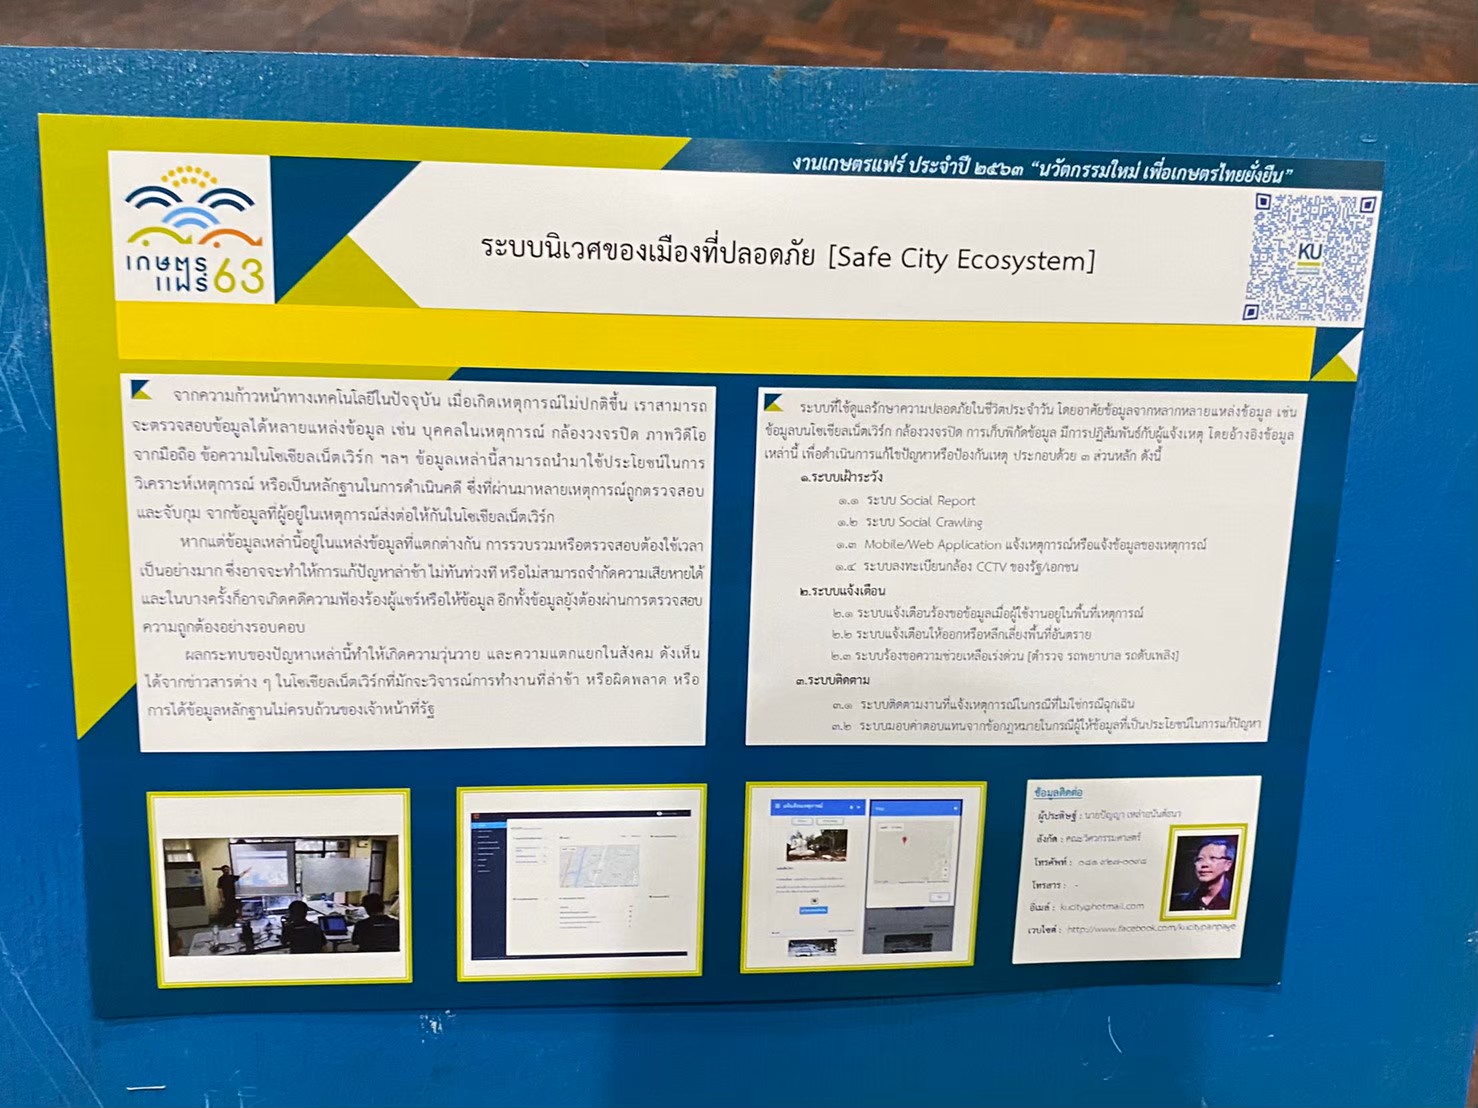 งานเกษตรแฟร์ ประจำปี ๒๕๖๓ “นวัตกรรมใหม่ เพื่อเกษตรไทยยั่งยืน”
เกษตร
แฟร์ 63
KU
ระบบนิเวศของเมืองที่ปลอดภัย [Safe City Ecosystem]
จากความก้าวหน้าทางเทคโนโลยีในปัจจุบัน เมื่อเกิดเหตุการณ์ไม่ปกติขึ้น เราสามารถ
จะตรวจสอบข้อมูลได้หลายแหล่งข้อมูล เช่น บุคคลในเหตุการณ์ กล้องวงจรปิด ภาพวิดีโอ
จากมือถือ ข้อความในโซเชียลเน็ตเวิร์ก ฯลฯ ข้อมูลเหล่านี้สามารถนำมาใช้ประโยชน์ในการ
วิเคราะห์เหตุการณ์ หรือเป็นหลักฐานในการดำเนินคดี ซึ่งที่ผ่านมาหลายเหตุการณ์ถูกตรวจสอบ
และจับกุม จากข้อมูลที่ผู้อยู่ในเหตุการณ์ส่งต่อให้กันในโซเชียลเน็ตเวิร์ก
หากแต่ข้อมูลเหล่านี้อยู่ในแหล่งข้อมูลที่แตกต่างกัน การรวบรวมหรือตรวจสอบต้องใช้เวลา
เป็นอย่างมาก ซึ่งอาจจะทำให้การแก้ปัญหาล่าช้า ไม่ทันท่วงที หรือไม่สามารถจำกัดความเสียหายได้
และในบางครั้งก็อาจเกิดคดีความฟ้องร้องผู้แชร์หรือให้ข้อมูล อีกทั้งข้อมูลยังต้องผ่านการตรวจสอบ
ความถูกต้องอย่างรอบคอบ
ผลกระทบของปัญหาเหล่านี้ทำให้เกิดความวุ่นวาย และความแตกแยกในสังคม ดังเห็น
ได้จากข่าวสารต่าง ๆ ในโซเชียลเน็ตเวิร์กที่มักจะวิจารณ์การทำงานที่ล่าช้า หรือผิดพลาด หรือ
การได้ข้อมูลหลักฐานไม่ครบถ้วนของเจ้าหน้าที่รัฐ
ระบบที่ใช้ดูแลรักษาความปลอดภัยในชีวิตประจำวัน โดยอาศัยข้อมูลจากหลากหลายแหล่งข้อมูล เช่น
ข้อมูลบนโซเชียลเน็ตเวิร์ก กล้องวงจรปิด การเก็บพิกัดข้อมูล มีการปฏิสัมพันธ์กับผู้แจ้งเหตุ โดยอ้างอิงข้อมูล
เหล่านี้ เพื่อดำเนินการแก้ไขปัญหาหรือป้องกันเหตุ ประกอบด้วย ๓ ส่วนหลัก ดังนี้
๑.ระบบเฝ้าระวัง
๑.๑ ระบบ Social Report
๑.๒ ระบบ Social Crawling
๑.๓ Mobile/Web Application แจ้งเหตุการณ์หรือแจ้งข้อมูลของเหตุการณ์
๑.๔ ระบบลงทะเบียนกล้อง CCTV ของรัฐ/เอกชน
๒.ระบบแจ้งเตือน
๒.๑ ระบบแจ้งเตือนร้องขอข้อมูลเมื่อผู้ใช้งานอยู่ในพื้นที่เหตุการณ์
๒.๒ ระบบแจ้งเตือนให้ออกหรือหลีกเลี่ยงพื้นที่อันตราย
๒.๓ ระบบร้องขอความช่วยเหลือเร่งด่วน [ตำรวจ รถพยาบาล รถดับเพลิง]
๓.ระบบติดตาม
๓.๑ ระบบติดตามงานที่แจ้งเหตุการณ์ในกรณีที่ไม่ใช่กรณีฉุกเฉิน
๓.๒ ระบบมอบค่าตอบแทนจากข้อกฎหมายในกรณีผู้ให้ข้อมูลที่เป็นประโยชน์ในการแก้ปัญหา
ข้อมูลติดต่อ
ผู้ประดิษฐ์ : นายปัญญา เหล่าอนันต์ธนา
สังกัด : คณะวิศวกรรมศาสตร์
โทรศัพท์ :
โทรสาร : -
อีเมล์ : kucity@hotmail.com
เวบไซต์ : http://www.facebook.com/kucitypanpaye